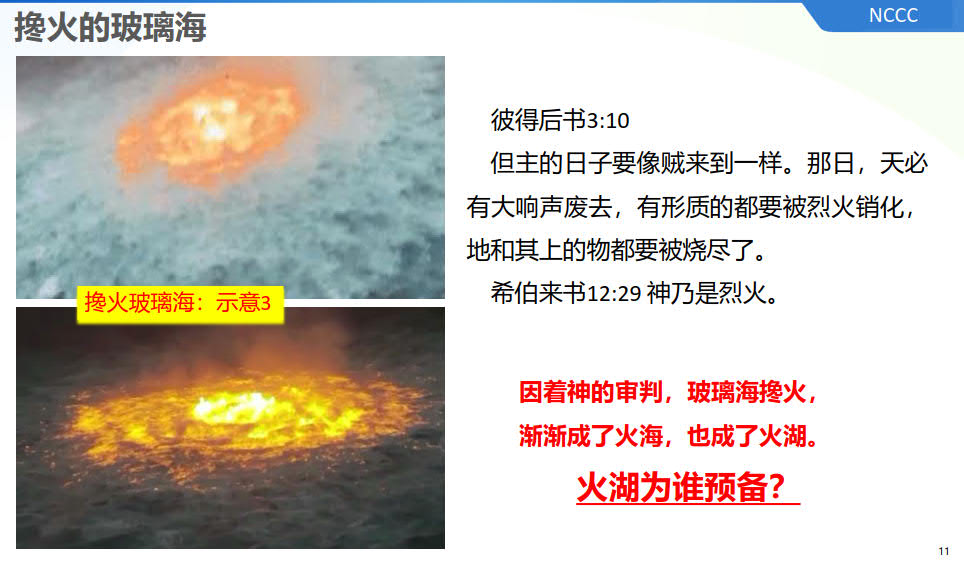 搀火的玻璃海
NCCC
彼得后书3:10
但主的日子要像贼来到一样。那日，天必
有大响声废去，有形质的都要被烈火销化，
地和其上的物都要被烧尽了。
希伯来书12:29 神乃是烈火。
搀火玻璃海：示意3
因着神的审判，玻璃海搀火，
渐渐成了火海，也成了火湖。
火湖为谁预备？
11